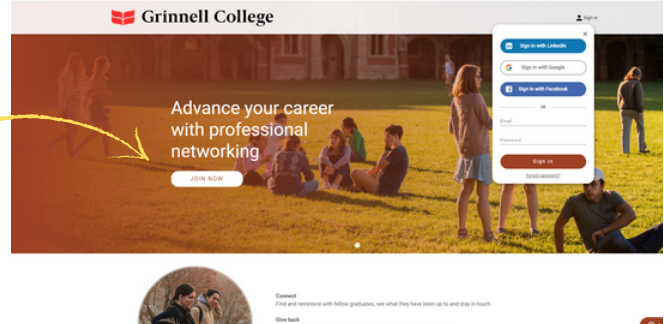 Grinnell College
Sign in
Sign in with LinkedIn
Sign in with Google
Sign in with Facebook
OR
Email
Password
Sign In
Forgot password?
Advance your career
with professional
networking
JOIN NOW
Connect
Find and reminisce with fellow graduates, see what they have been up to and stay in touch.
Give back